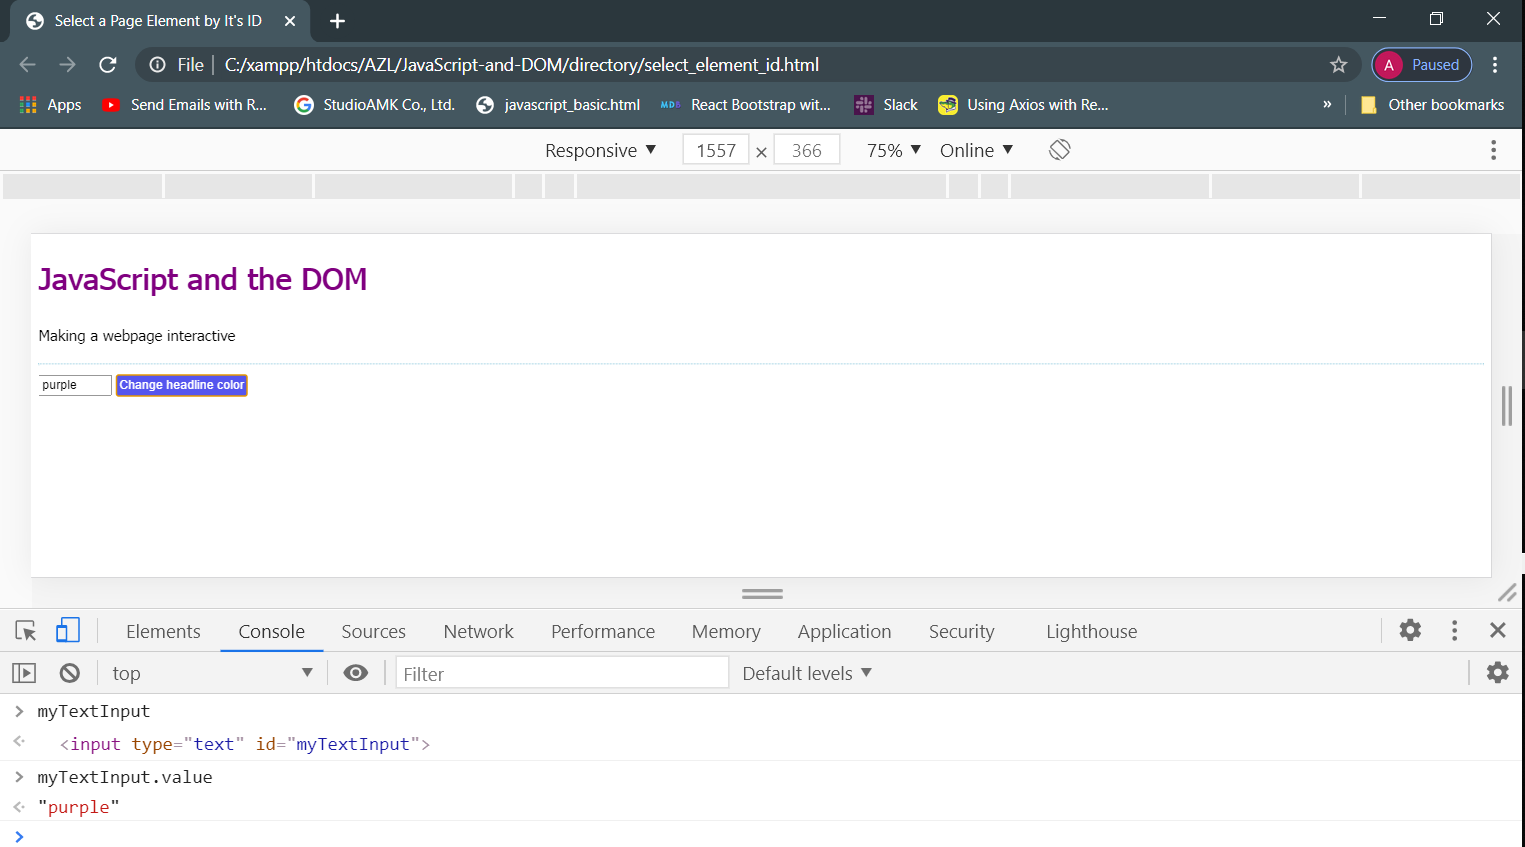 Select a Page Element by It's ID
File C:/xampp/htdocs/AZL/JavaScript-and-DOM/directory/select_element_id.html A Paused
Apps Send Emails with R... StudioAMK Co., Ltd. javascript_basic.html MDB React Bootstrap wit... Slack Using Axios with Re... » Other bookmarks
Responsive ▼ 1557 × 366 75% ▼ Online ▼
JavaScript and the DOM
Making a webpage interactive
purple Change headline color
Elements Console Sources Network Performance Memory Application Security Lighthouse
top ▼ Filter Default levels ▼
> myTextInput
<input type="text" id="myTextInput">
> myTextInput.value
"purple"
>